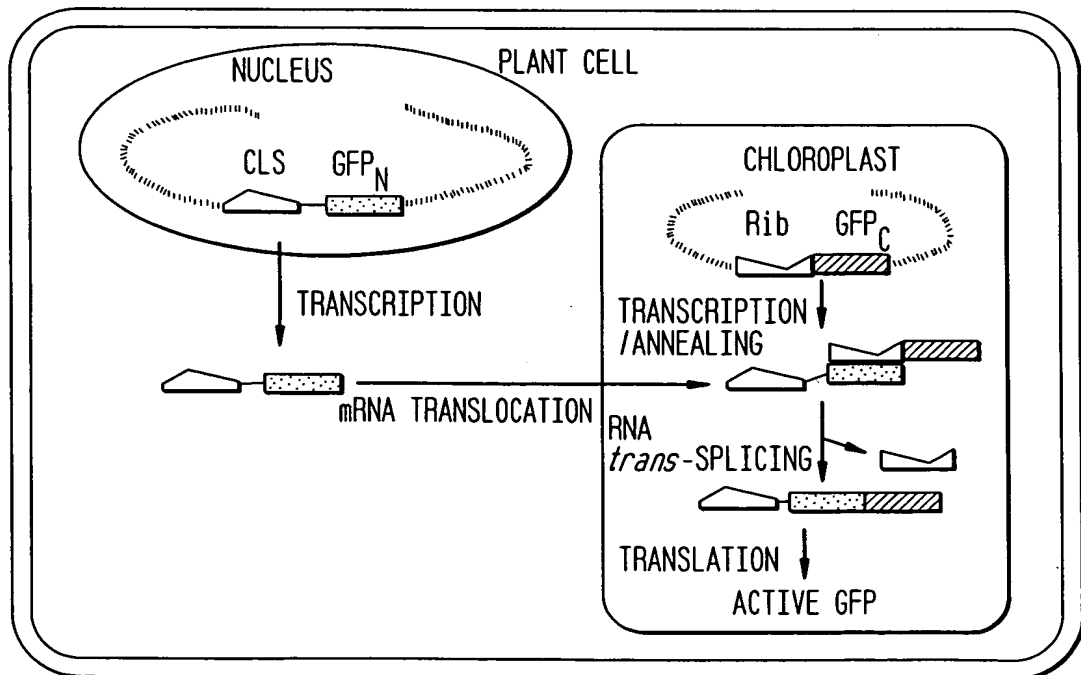 PLANT CELL
NUCLEUS
CLS GFPN
TRANSCRIPTION
mRNA TRANSLOCATION
CHLOROPLAST
Rib GFPC
TRANSCRIPTION
/ANNEALING
RNA
trans-SPLICING
TRANSLATION
ACTIVE GFP